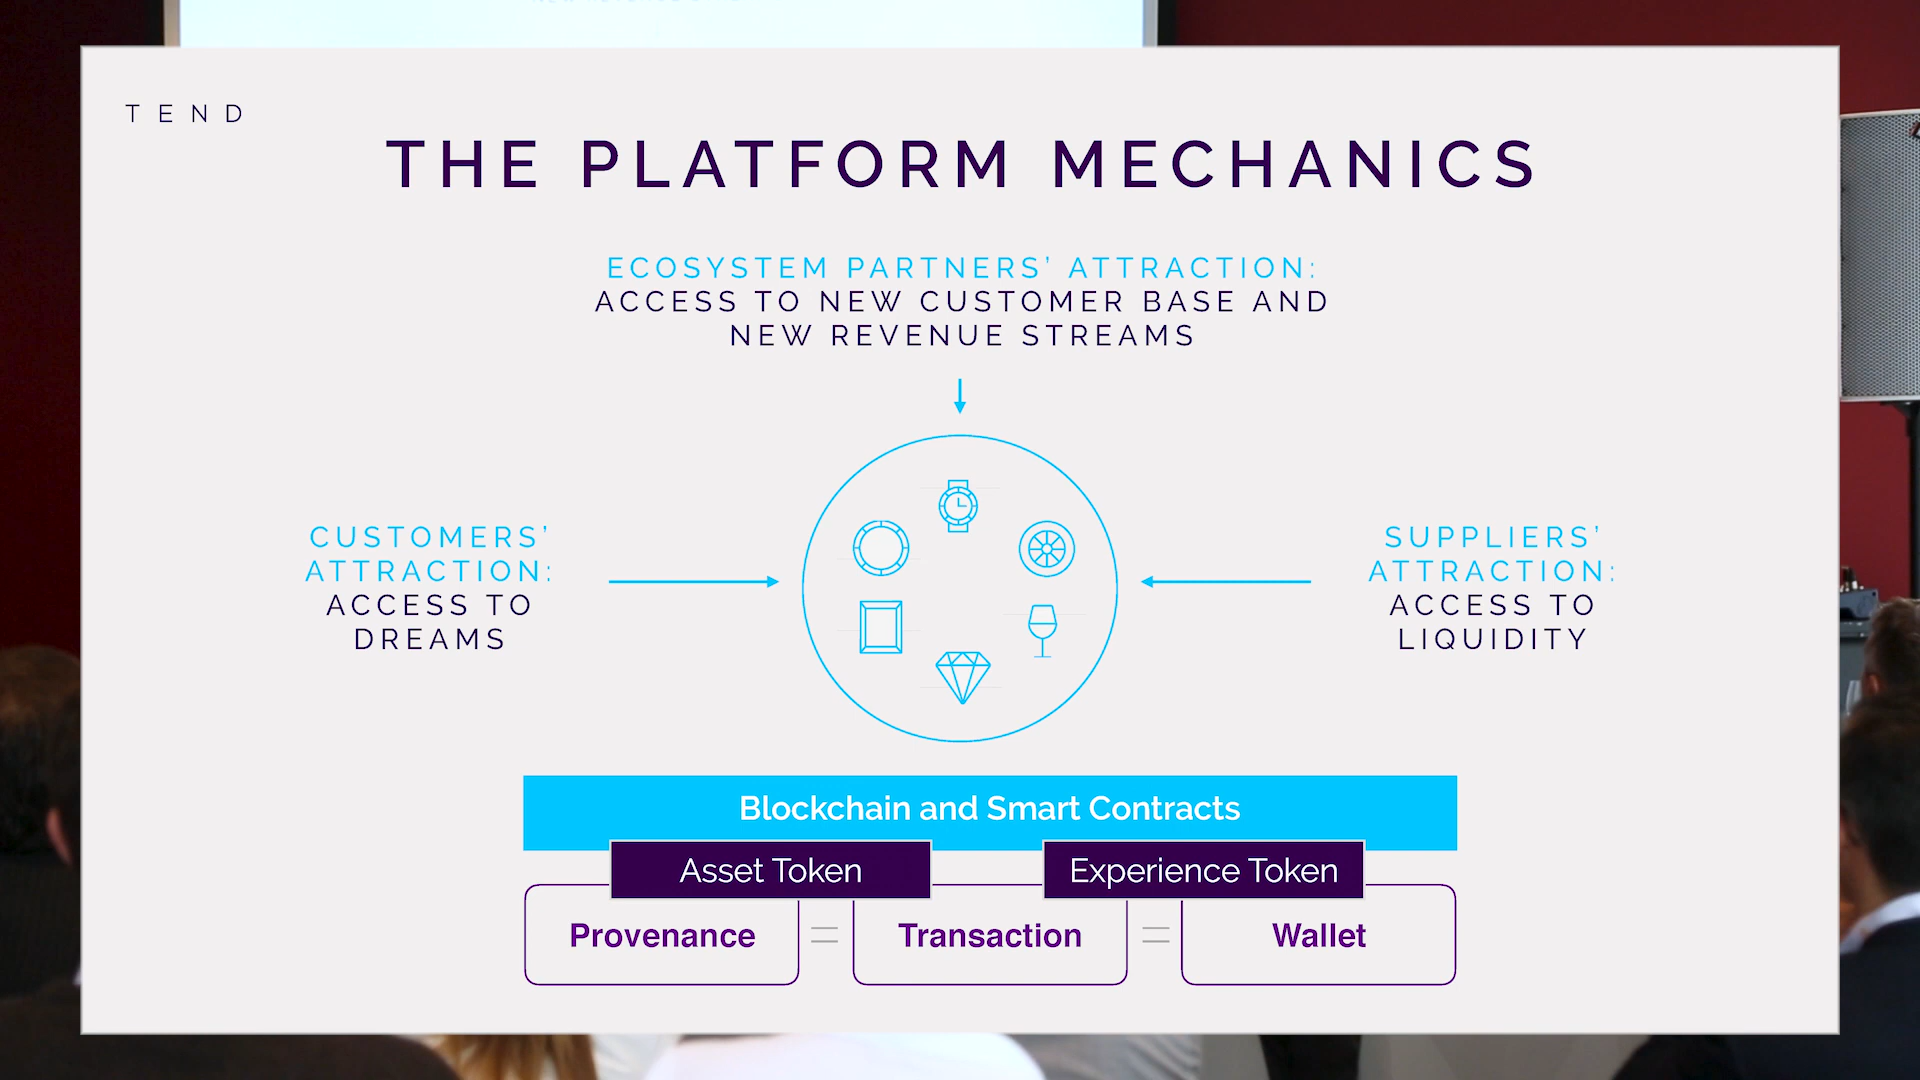 TEND
THE PLATFORM MECHANICS
ECOSYSTEM PARTNERS' ATTRACTION:
ACCESS TO NEW CUSTOMER BASE AND
NEW REVENUE STREAMS
CUSTOMERS'
ATTRACTION:
ACCESS TO
DREAMS
SUPPLIERS'
ATTRACTION:
ACCESS TO
LIQUIDITY
Blockchain and Smart Contracts
Asset Token
Experience Token
Provenance
Transaction
Wallet